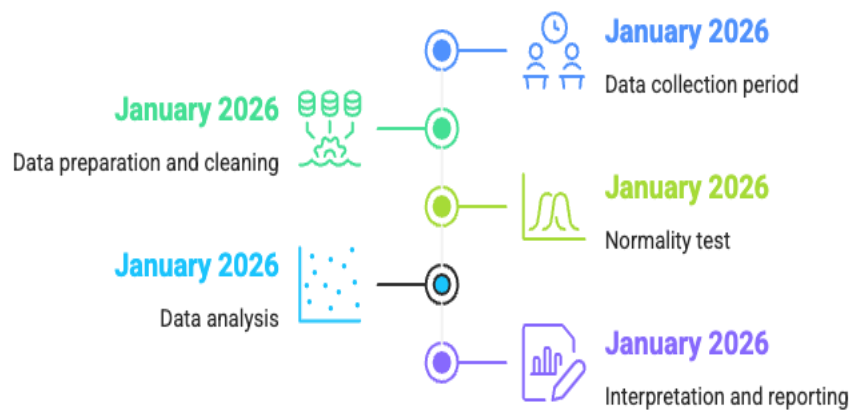 January 2026
Data collection period
January 2026
Data preparation and cleaning
January 2026
Normality test
January 2026
Data analysis
January 2026
Interpretation and reporting